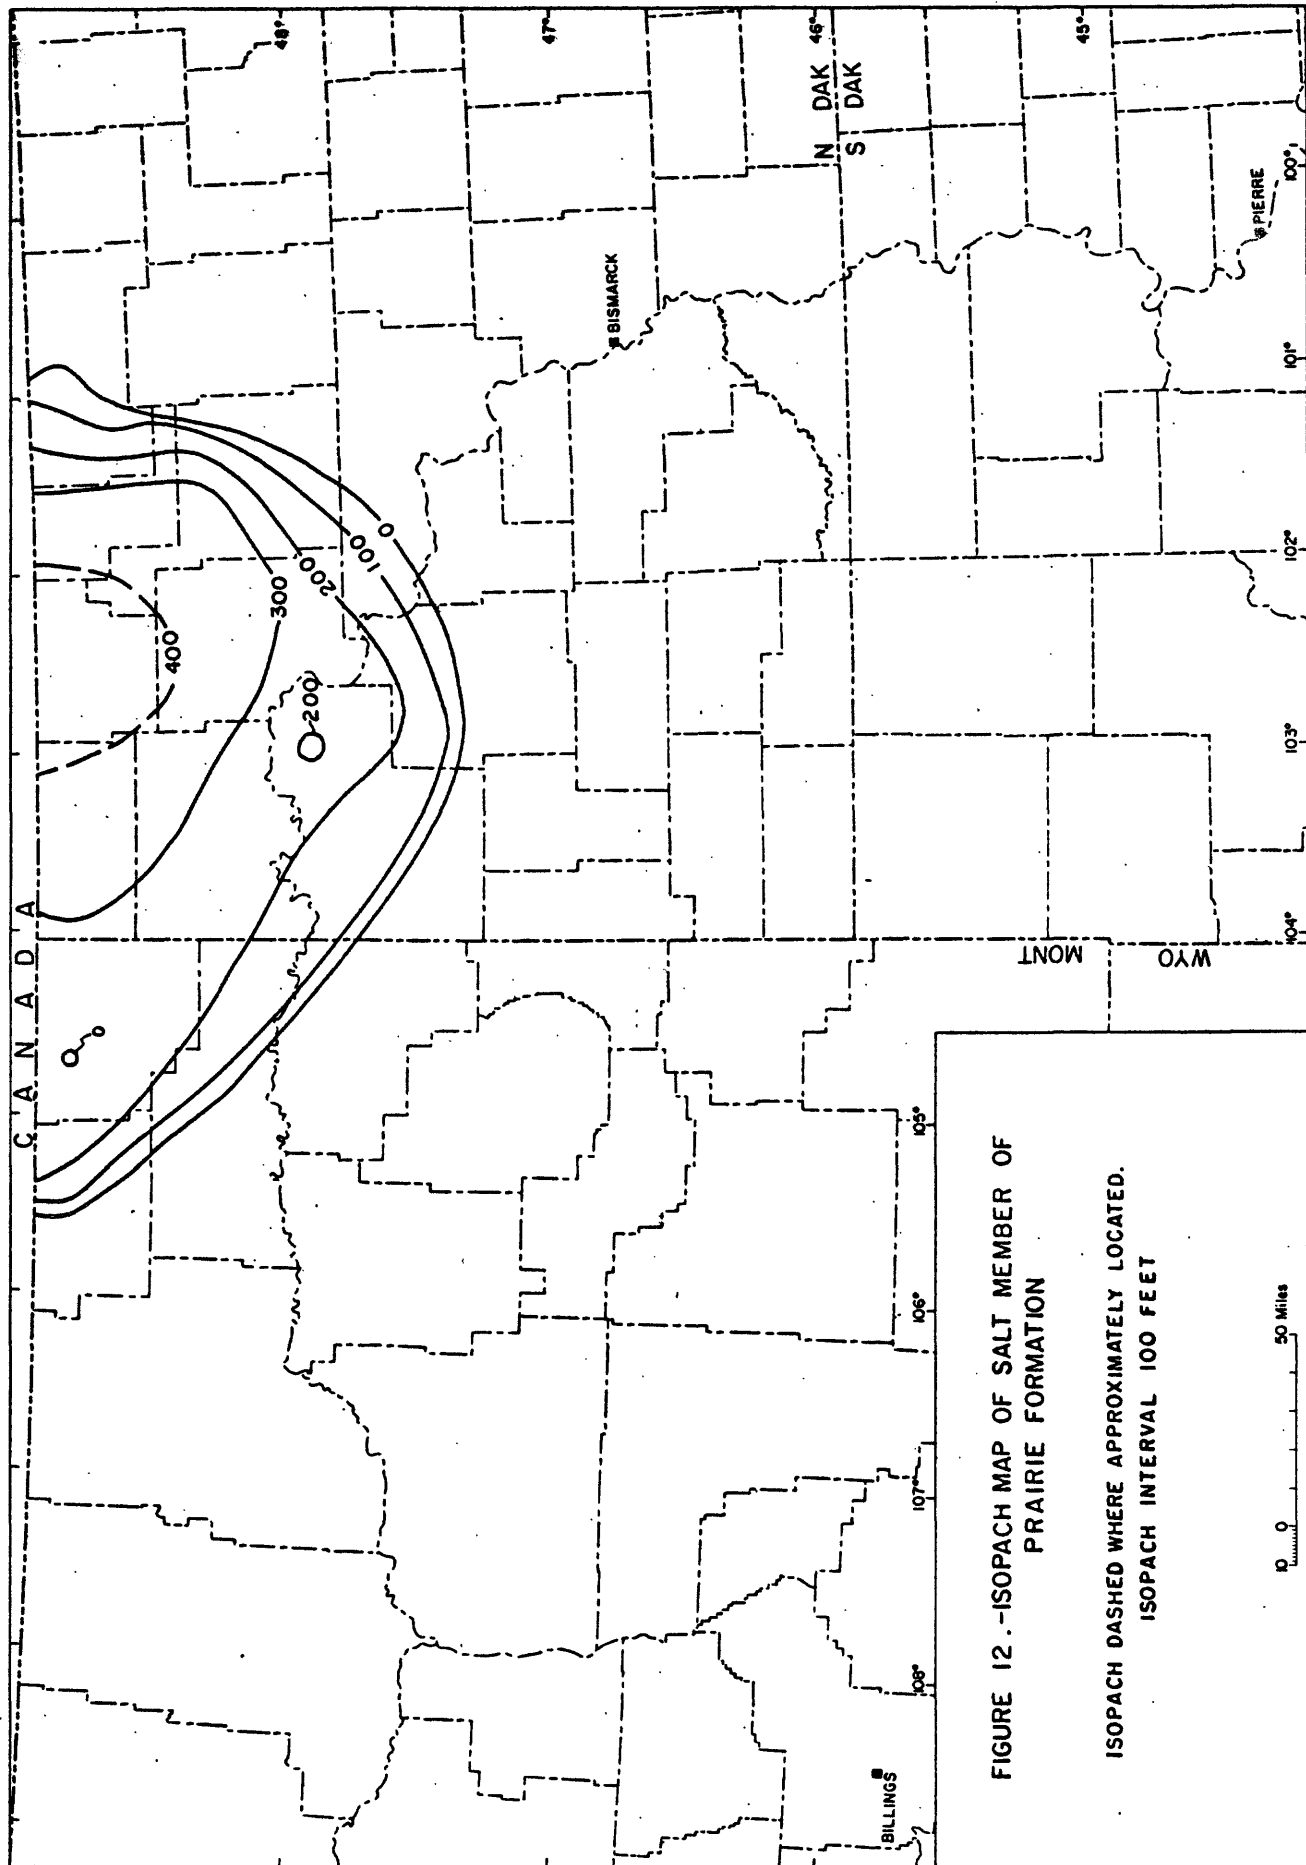 C A N A D A
48°
47°
46°
45°
N DAK
S DAK
MONT
WYO
BISMARCK
PIERRE
BILLINGS
0
100
200
300
400
200
0
100°
101°
102°
103°
104°
105°
106°
107°
108°
FIGURE 12.-ISOPACH MAP OF SALT MEMBER OF
PRAIRIE FORMATION
ISOPACH DASHED WHERE APPROXIMATELY LOCATED.
ISOPACH INTERVAL 100 FEET
10 0 50 Miles